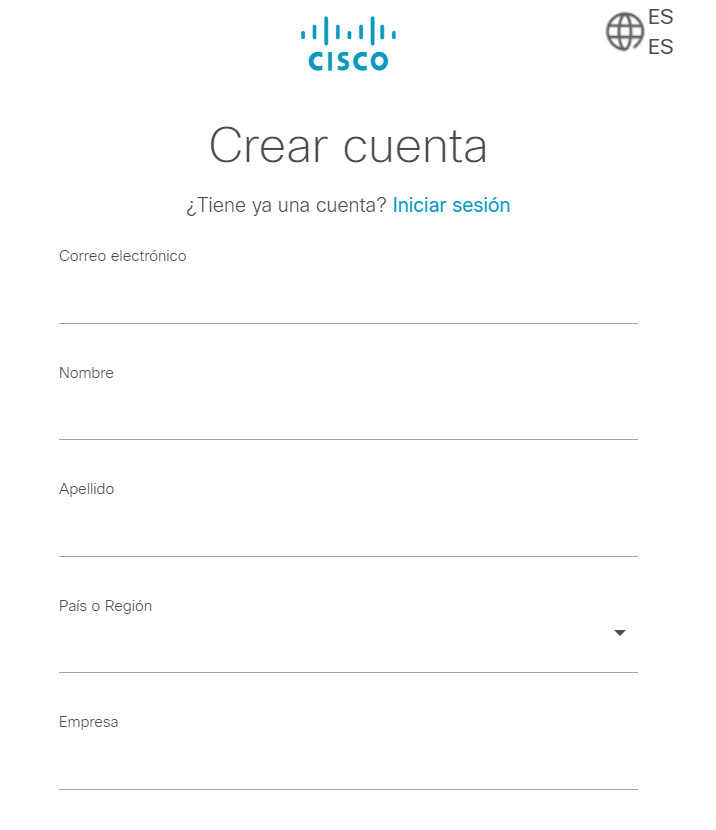 CISCO
ES
ES
Crear cuenta
¿Tiene ya una cuenta? Iniciar sesión
Correo electrónico
Nombre
Apellido
País o Región
Empresa